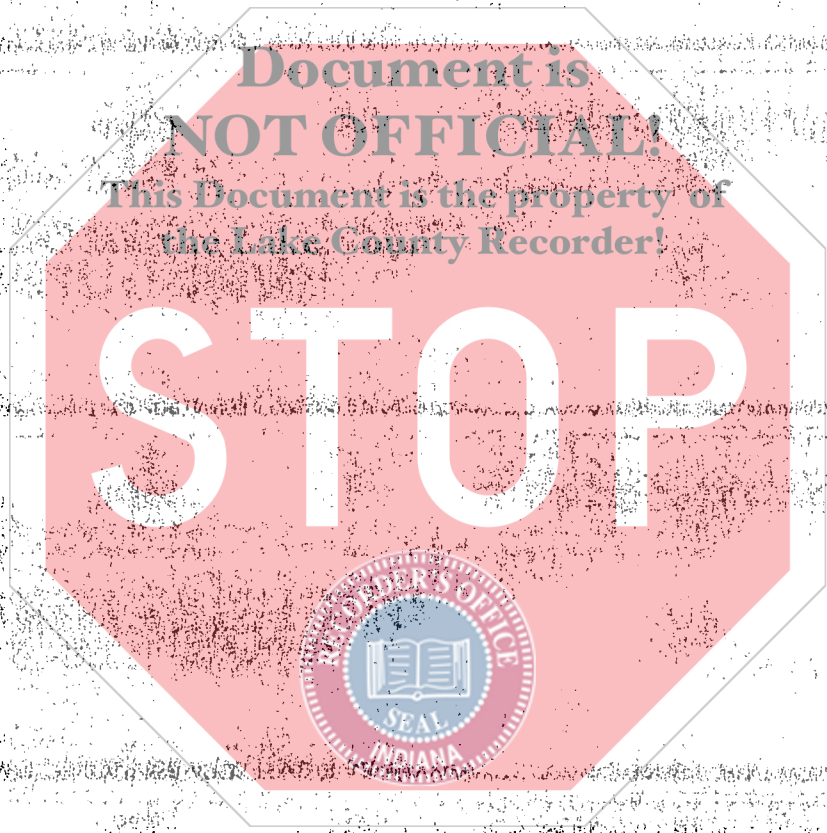 Document is
NOT OFFICIAL!
This Document is the property of
the Lake County Recorder!
STOP
RECORDER'S OFFICE
SEAL
INDIANA